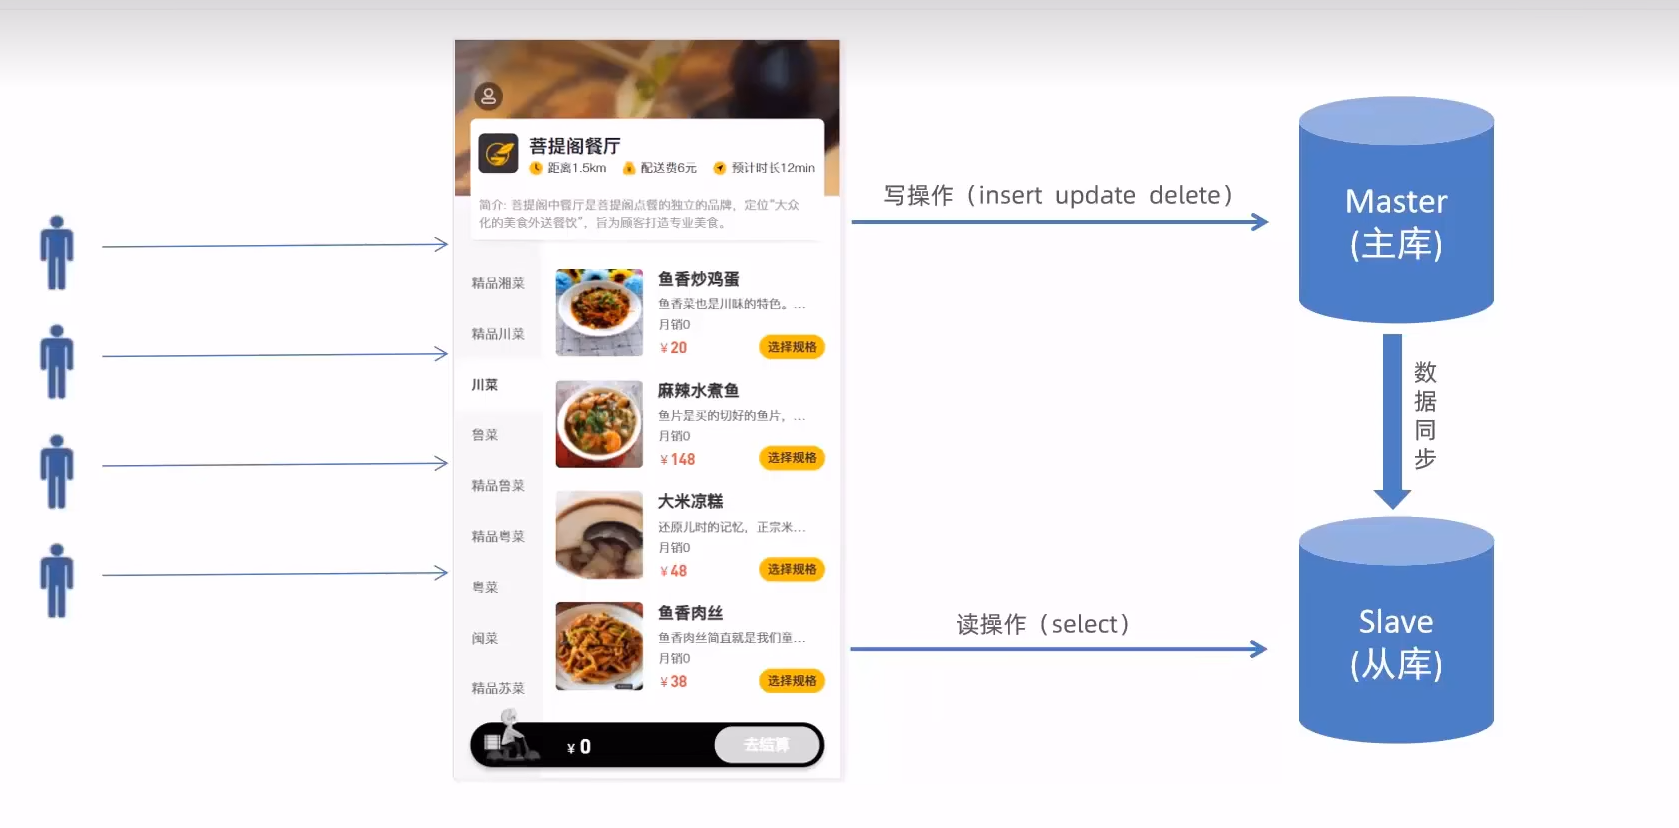 菩提阁餐厅
距离1.5km 配送费6元 预计时长12min
简介: 菩提阁中餐厅是菩提阁点餐的独立的品牌，定位“大众
化的美食外送餐饮”，旨为顾客打造专业美食。
精品湘菜
精品川菜
川菜
鲁菜
精品鲁菜
精品粤菜
粤菜
闽菜
精品苏菜
鱼香炒鸡蛋
鱼香菜也是川味的特色。...
月销0
¥20 选择规格
麻辣水煮鱼
鱼片是买的切好的鱼片，...
月销0
¥148 选择规格
大米凉糕
还原儿时的记忆，正宗米...
月销0
¥48 选择规格
鱼香肉丝
鱼香肉丝简直就是我们童...
月销0
¥38 选择规格
¥0 去结算
写操作（insert update delete）
读操作（select）
Master
(主库)
数
据
同
步
Slave
(从库)